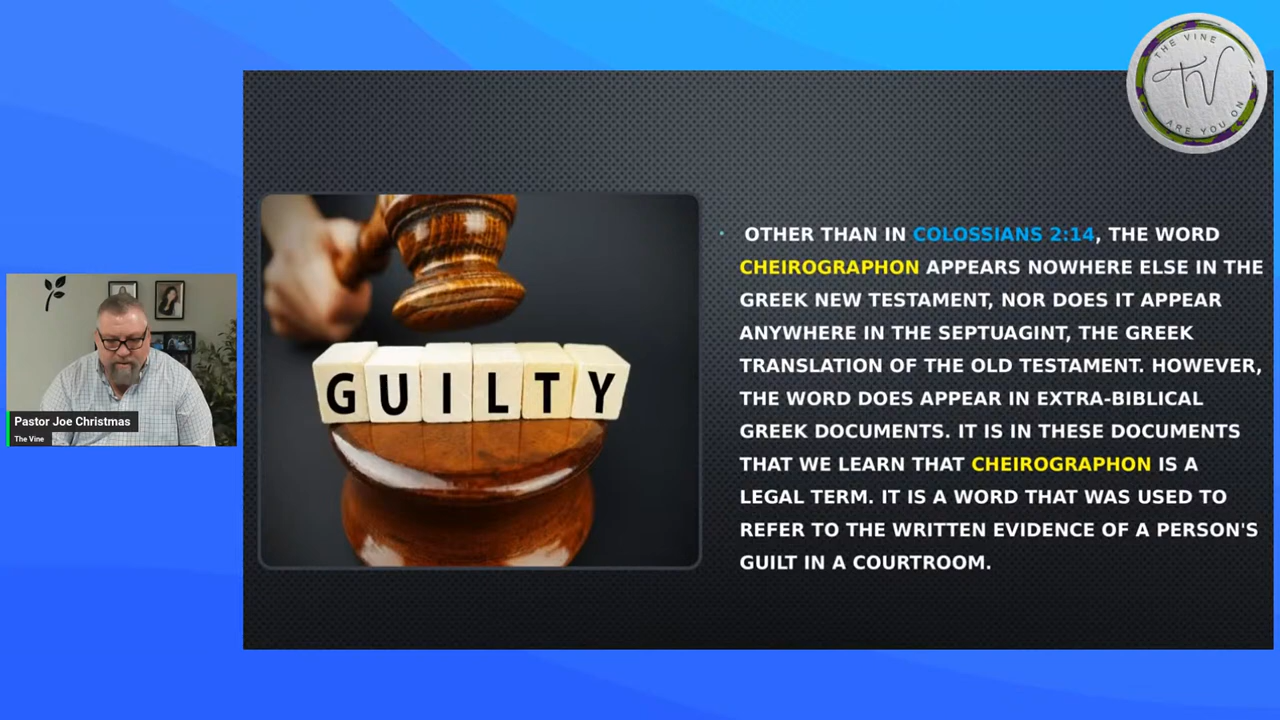 THE VINE
TV
ARE YOU ON
GUILTY
• OTHER THAN IN COLOSSIANS 2:14, THE WORD
CHEIROGRAPHON APPEARS NOWHERE ELSE IN THE
GREEK NEW TESTAMENT, NOR DOES IT APPEAR
ANYWHERE IN THE SEPTUAGINT, THE GREEK
TRANSLATION OF THE OLD TESTAMENT. HOWEVER,
THE WORD DOES APPEAR IN EXTRA-BIBLICAL
GREEK DOCUMENTS. IT IS IN THESE DOCUMENTS
THAT WE LEARN THAT CHEIROGRAPHON IS A
LEGAL TERM. IT IS A WORD THAT WAS USED TO
REFER TO THE WRITTEN EVIDENCE OF A PERSON'S
GUILT IN A COURTROOM.
Pastor Joe Christmas
The Vine